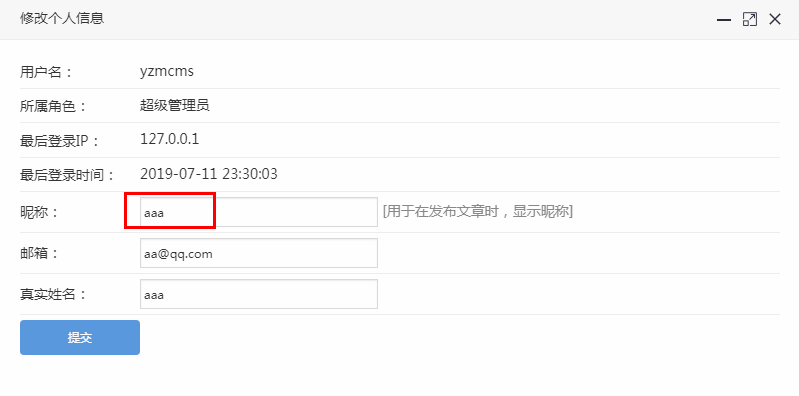 修改个人信息
用户名： yzmcms
所属角色： 超级管理员
最后登录IP： 127.0.0.1
最后登录时间： 2019-07-11 23:30:03
昵称： aaa [用于在发布文章时，显示昵称]
邮箱： aa@qq.com
真实姓名： aaa
提交